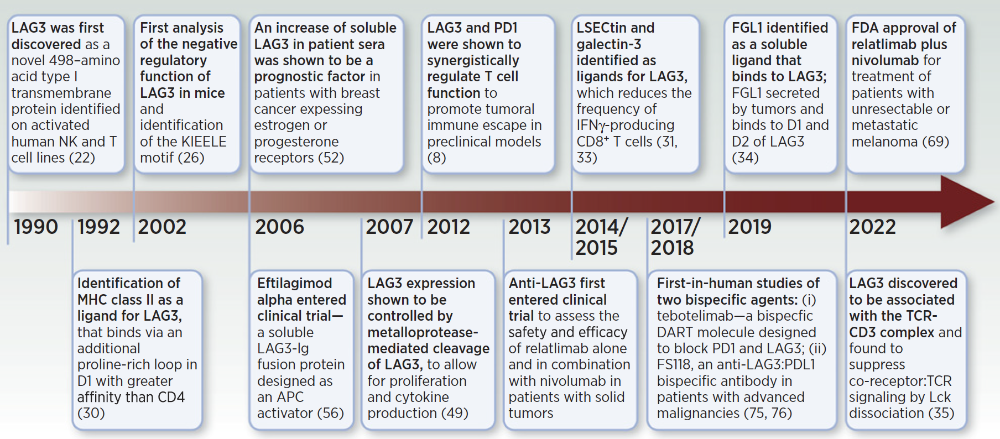 LAG3 was first
discovered as a
novel 498–amino
acid type I
transmembrane
protein identified
on activated
human NK and T
cell lines (22)
First analysis
of the negative
regulatory
function of
LAG3 in mice
and
identification
of the KIEELE
motif (26)
An increase of soluble
LAG3 in patient sera
was shown to be a
prognostic factor in
patients with breast
cancer expessing
estrogen or
progesterone
receptors (52)
LAG3 and PD1
were shown to
synergistically
regulate T cell
function to
promote tumoral
immune escape in
preclinical models
(8)
LSECtin and
galectin-3
identified as
ligands for LAG3,
which reduces the
frequency of
IFNγ-producing
CD8⁺ T cells (31,
33)
FGL1 identified
as a soluble
ligand that
binds to LAG3;
FGL1 secreted
by tumors and
binds to D1 and
D2 of LAG3
(34)
FDA approval of
relatlimab plus
nivolumab for
treatment of
patients with
unresectable or
metastatic
melanoma (69)
1990
1992
2002
2006
2007
2012
2013
2014/
2015
2017/
2018
2019
2022
Identification of
MHC class II as a
ligand for LAG3,
that binds via an
additional
proline-rich loop in
D1 with greater
affinity than CD4
(30)
Eftilagimod
alpha entered
clinical trial—
a soluble
LAG3-Ig
fusion protein
designed as
an APC
activator (56)
LAG3 expression
shown to be
controlled by
metalloprotease-
mediated cleavage
of LAG3, to allow
for proliferation
and cytokine
production (49)
Anti-LAG3 first
entered clinical
trial to assess the
safety and efficacy
of relatlimab alone
and in combination
with nivolumab in
patients with solid
tumors
First-in-human studies of
two bispecific agents: (i)
tebotelimab—a bispecfic
DART molecule designed
to block PD1 and LAG3; (ii)
FS118, an anti-LAG3:PDL1
bispecific antibody in
patients with advanced
malignancies (75, 76)
LAG3 discovered
to be associated
with the TCR-
CD3 complex and
found to
suppress
co-receptor:TCR
signaling by Lck
dissociation (35)